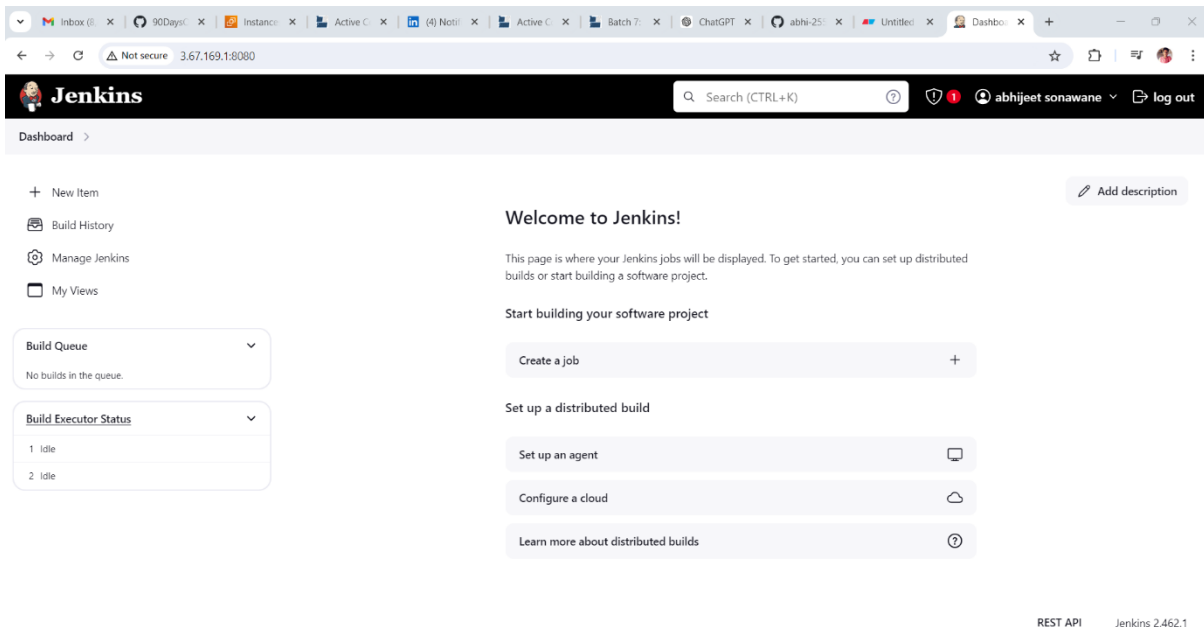 Inbox (8,
90DaysC
Instance
Active C
(4) Notif
Active C
Batch 7:
ChatGPT
abhi-255
Untitled
Dashbo
Not secure 3.67.169.1:8080
Jenkins
Search (CTRL+K)
1
abhijeet sonawane
log out
Dashboard
New Item
Build History
Manage Jenkins
My Views
Build Queue
No builds in the queue.
Build Executor Status
1 Idle
2 Idle
Add description
Welcome to Jenkins!
This page is where your Jenkins jobs will be displayed. To get started, you can set up distributed
builds or start building a software project.
Start building your software project
Create a job
Set up a distributed build
Set up an agent
Configure a cloud
Learn more about distributed builds
REST API Jenkins 2.462.1